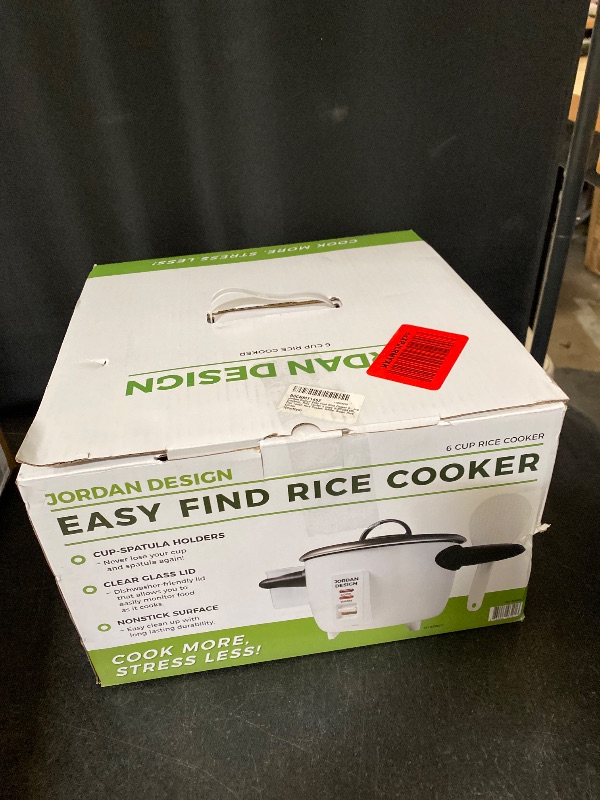 COOK MORE, STRESS LESS!
6 CUP RICE COOKER
RDAN DESIGN
6 CUP RICE COOKER
JORDAN DESIGN
EASY FIND RICE COOKER
CUP-SPATULA HOLDERS
- Never lose your cup
and spatula again!
CLEAR GLASS LID
- Dishwasher-friendly lid
that allows you to
easily monitor food
as it cooks.
NONSTICK SURFACE
- Easy clean up with
long lasting durability.
JORDAN
DESIGN
COOK MORE,
STRESS LESS!